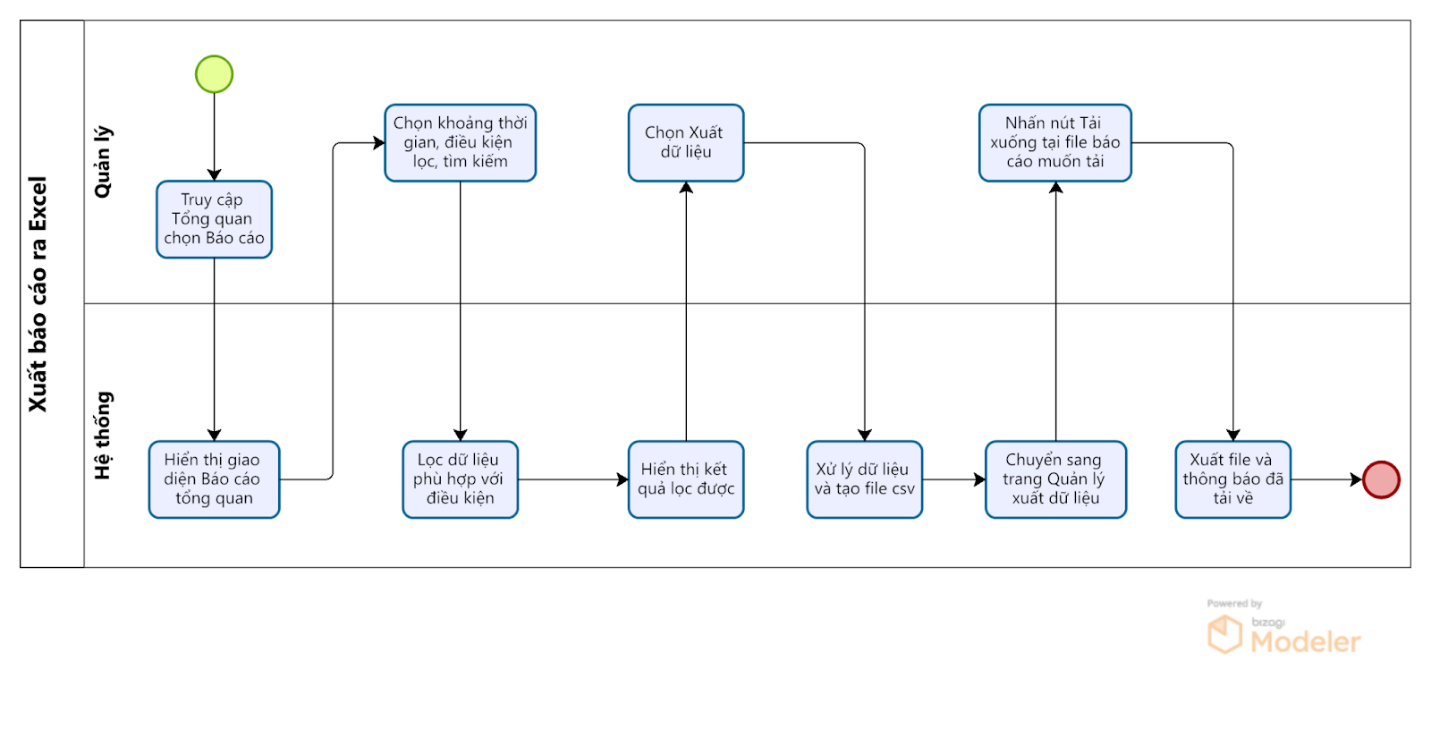 Xuất báo cáo ra Excel
Quản lý
Truy cập
Tổng quan
chọn Báo cáo
Chọn khoảng thời
gian, điều kiện
lọc, tìm kiếm
Chọn Xuất
dữ liệu
Nhấn nút Tải
xuống tại file báo
cáo muốn tải
Hệ thống
Hiển thị giao
diện Báo cáo
tổng quan
Lọc dữ liệu
phù hợp với
điều kiện
Hiển thị kết
quả lọc được
Xử lý dữ liệu
và tạo file csv
Chuyển sang
trang Quản lý
xuất dữ liệu
Xuất file và
thông báo đã
tải về
Powered by
bizagi
Modeler